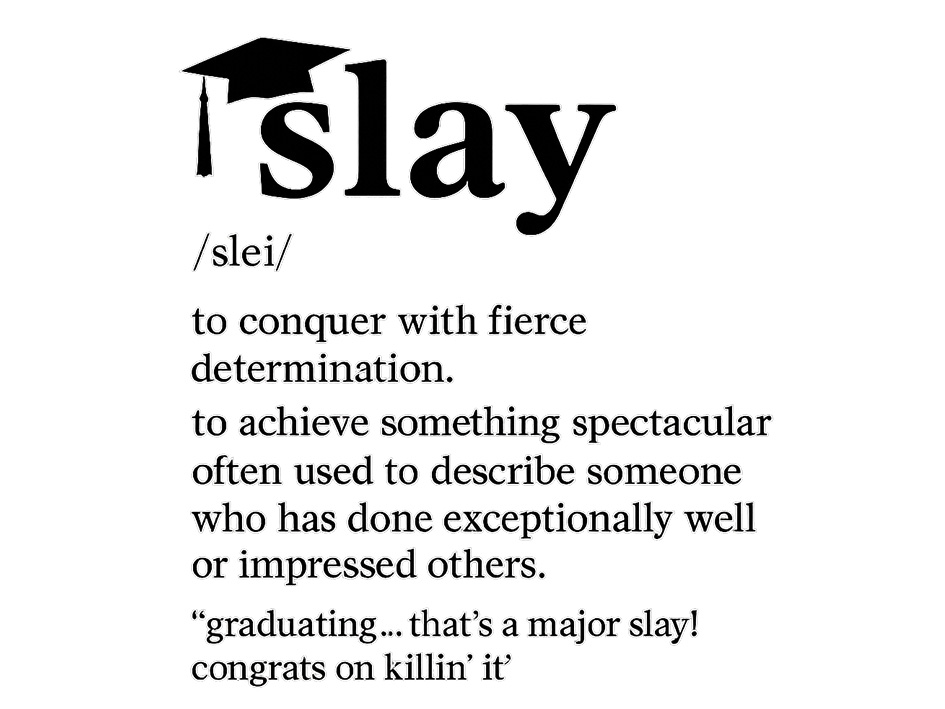 slay
/slei/
to conquer with fierce
determination.
to achieve something spectacular
often used to describe someone
who has done exceptionally well
or impressed others.
“graduating... that’s a major slay!
congrats on killin’ it’